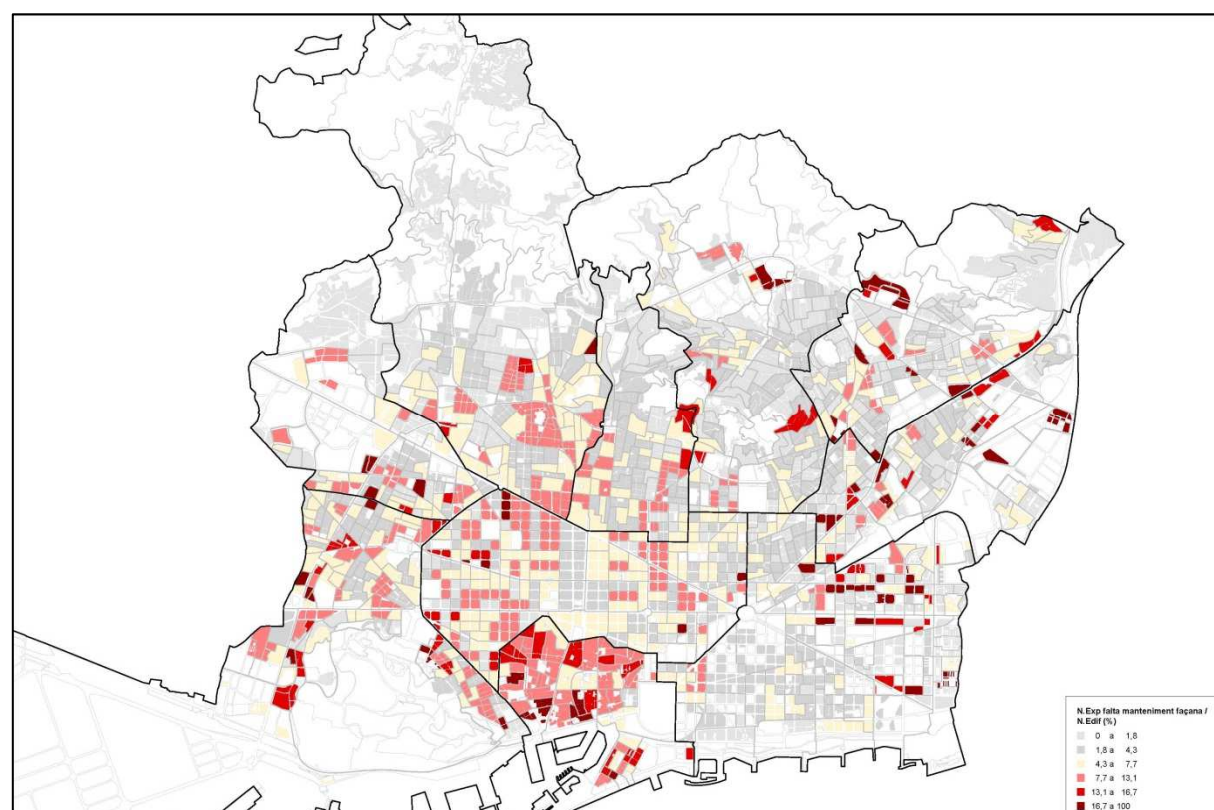 N.Exp falta manteniment façana /
N.Edif (%)
0 a 1,8
1,8 a 4,3
4,3 a 7,7
7,7 a 13,1
13,1 a 16,7
16,7 a 100